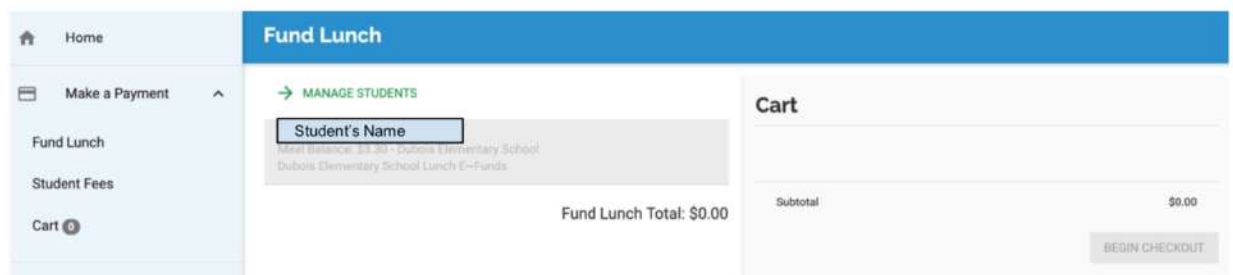 Home
Make a Payment
Fund Lunch
Student Fees
Cart 0
Fund Lunch
MANAGE STUDENTS
Student's Name
Meal Balance: $3.30 - Dubois Elementary School
Dubois Elementary School Lunch E~Funds
Fund Lunch Total: $0.00
Cart
Subtotal $0.00
BEGIN CHECKOUT